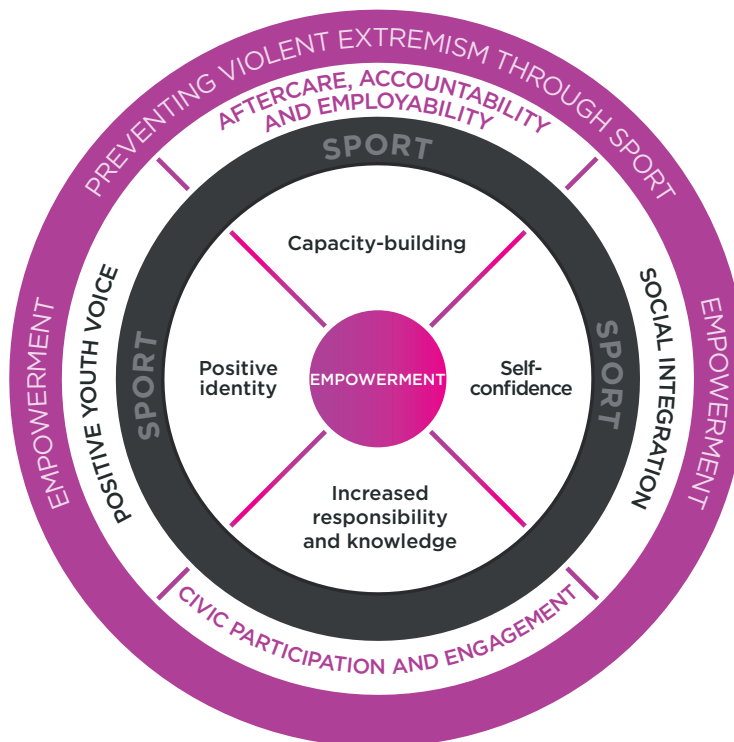 PREVENTING VIOLENT EXTREMISM THROUGH SPORT
AFTERCARE, ACCOUNTABILITY
AND EMPLOYABILITY
SPORT
Capacity-building
EMPOWERMENT
POSITIVE YOUTH VOICE
SPORT
Positive
identity
EMPOWERMENT
Self-
confidence
SPORT
SOCIAL INTEGRATION
EMPOWERMENT
Increased
responsibility
and knowledge
CIVIC PARTICIPATION AND ENGAGEMENT